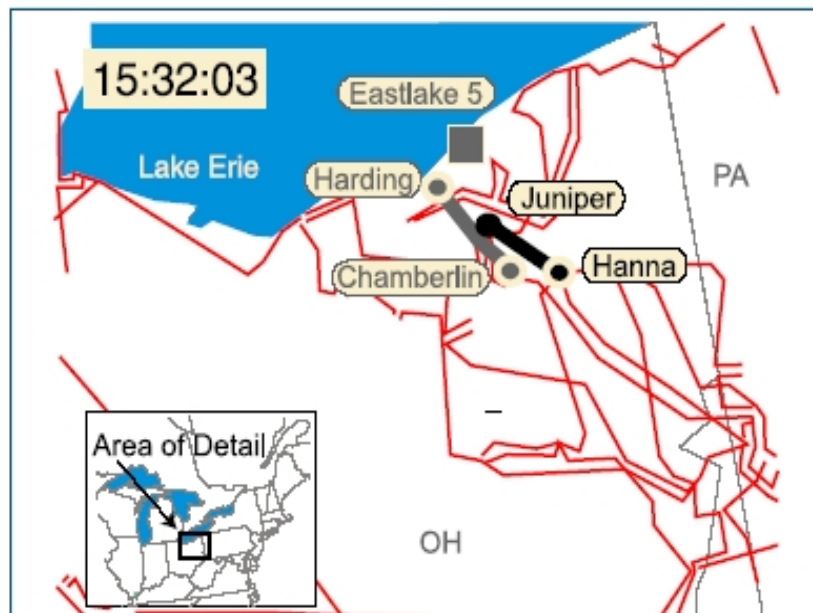 15:32:03
Eastlake 5
Lake Erie
Harding
Juniper
PA
Chamberlin
Hanna
Area of Detail
OH